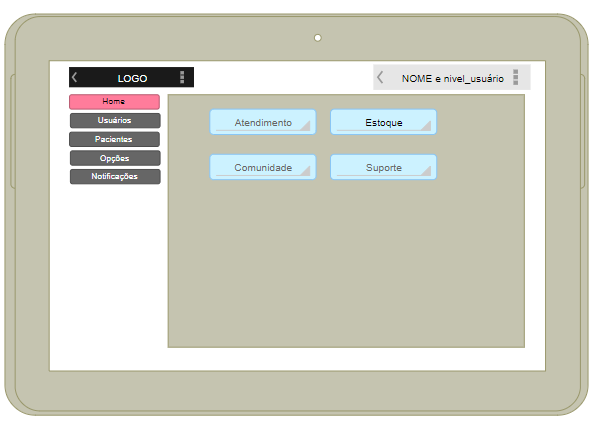 LOGO
NOME e nivel_usuário
Home
Usuários
Pacientes
Opções
Notificações
Atendimento
Estoque
Comunidade
Suporte